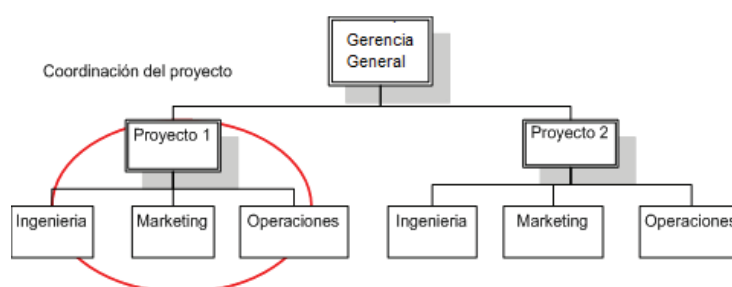 Gerencia
General
Coordinación del proyecto
Proyecto 1
Proyecto 2
Ingenieria
Marketing
Operaciones
Ingenieria
Marketing
Operaciones